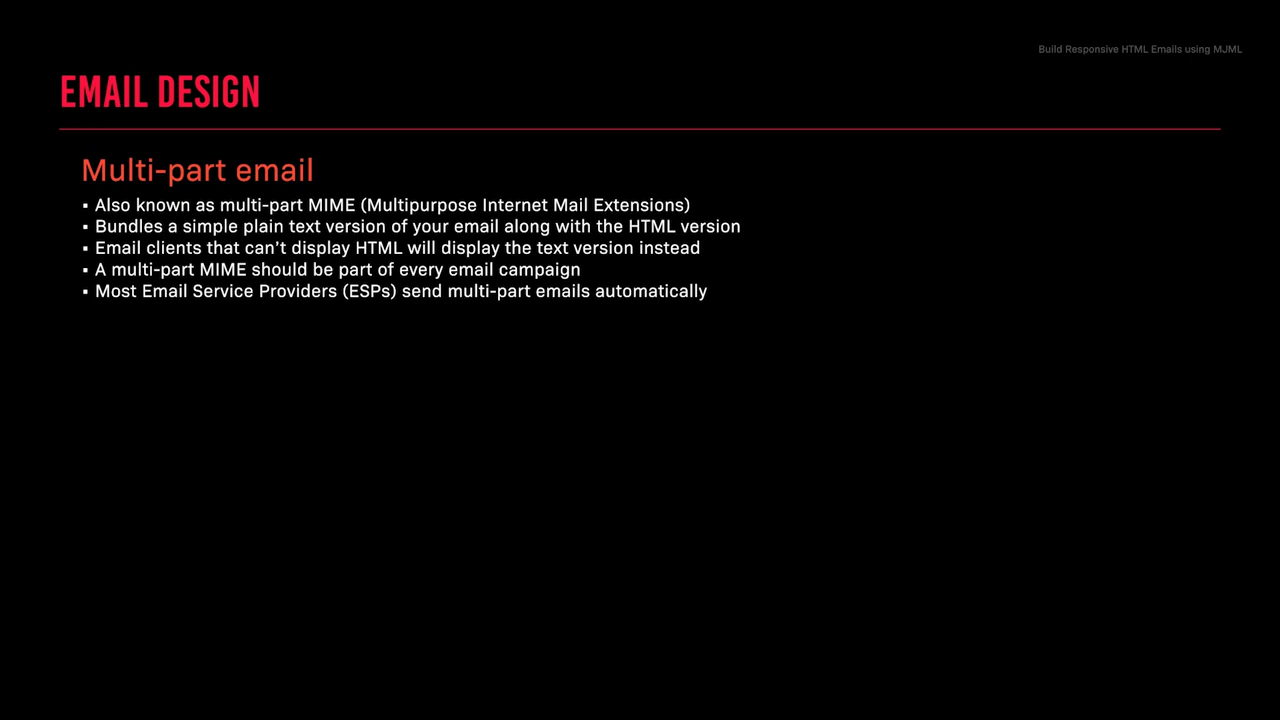 Build Responsive HTML Emails using MJML
EMAIL DESIGN
Multi-part email
▪ Also known as multi-part MIME (Multipurpose Internet Mail Extensions)
▪ Bundles a simple plain text version of your email along with the HTML version
▪ Email clients that can’t display HTML will display the text version instead
▪ A multi-part MIME should be part of every email campaign
▪ Most Email Service Providers (ESPs) send multi-part emails automatically